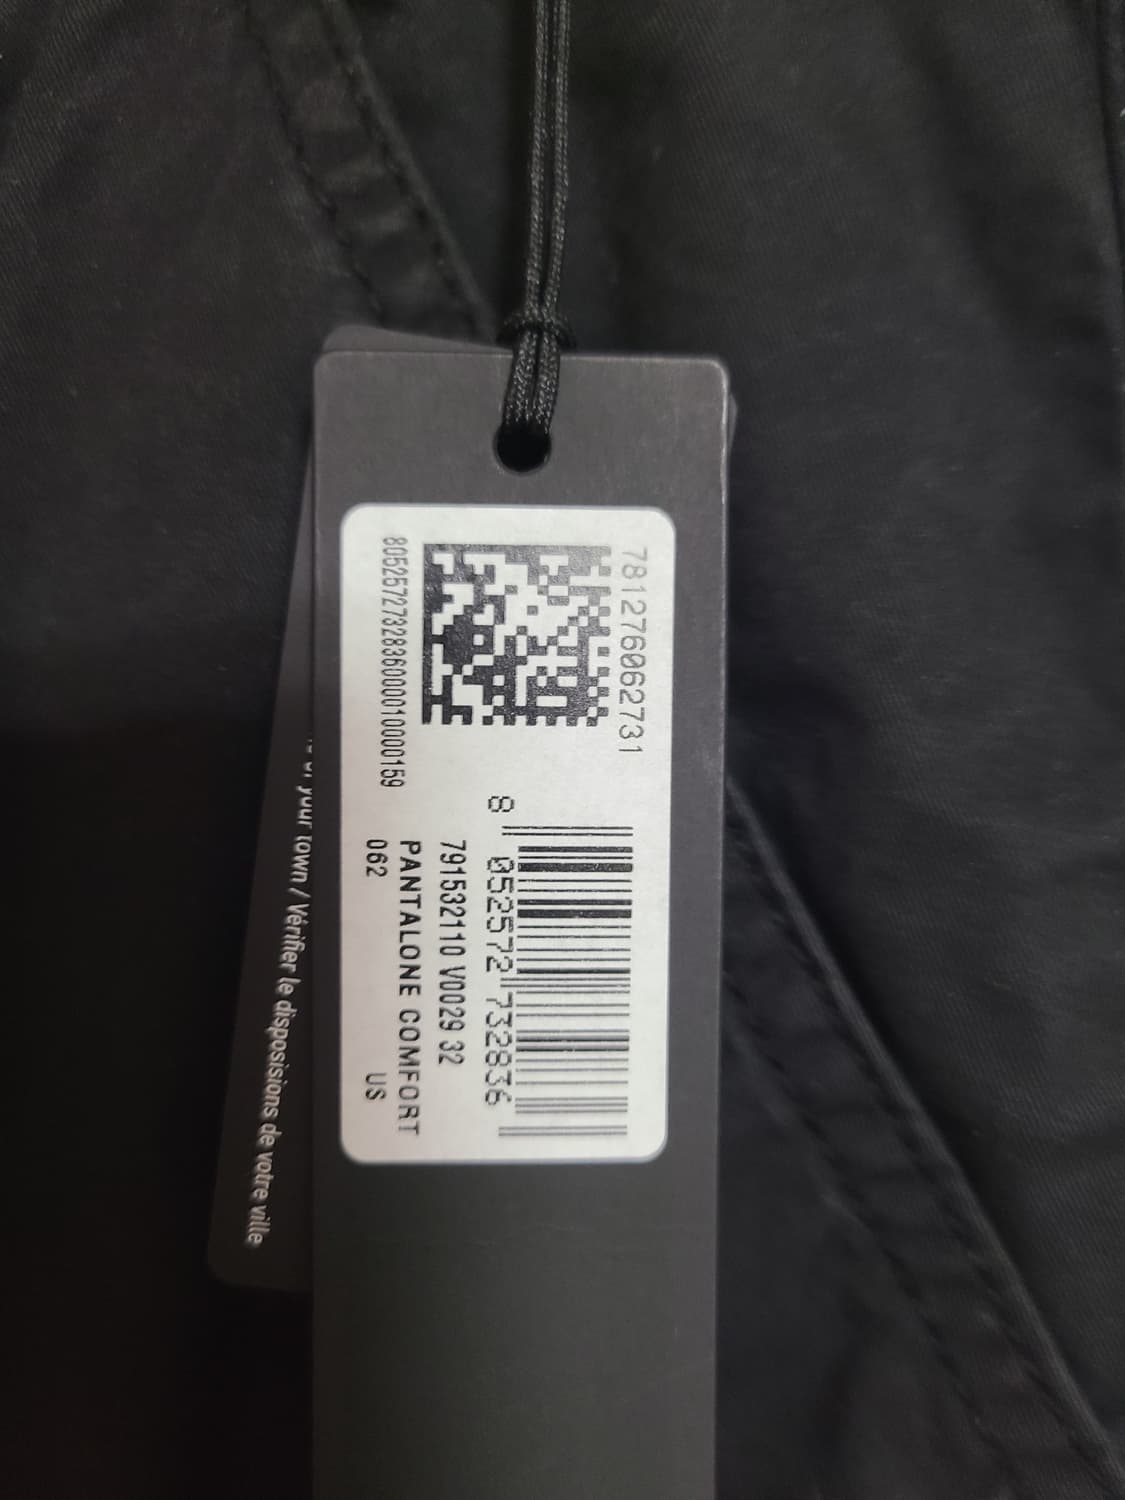 781276062731
8 052572 732836
791532110 V0029 32
PANTALONE COMFORT
062 US
8052572732836000010000159
your town / Vérifier le disposisions de votre ville